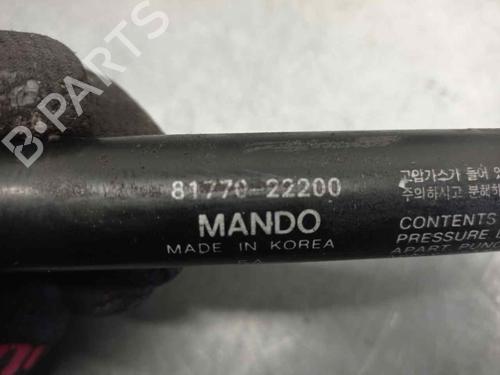 B-PARTS
81770-22200
MANDO
MADE IN KOREA
고압가스가 들어
주의하시고 분해
CONTENTS
PRESSURE
APART